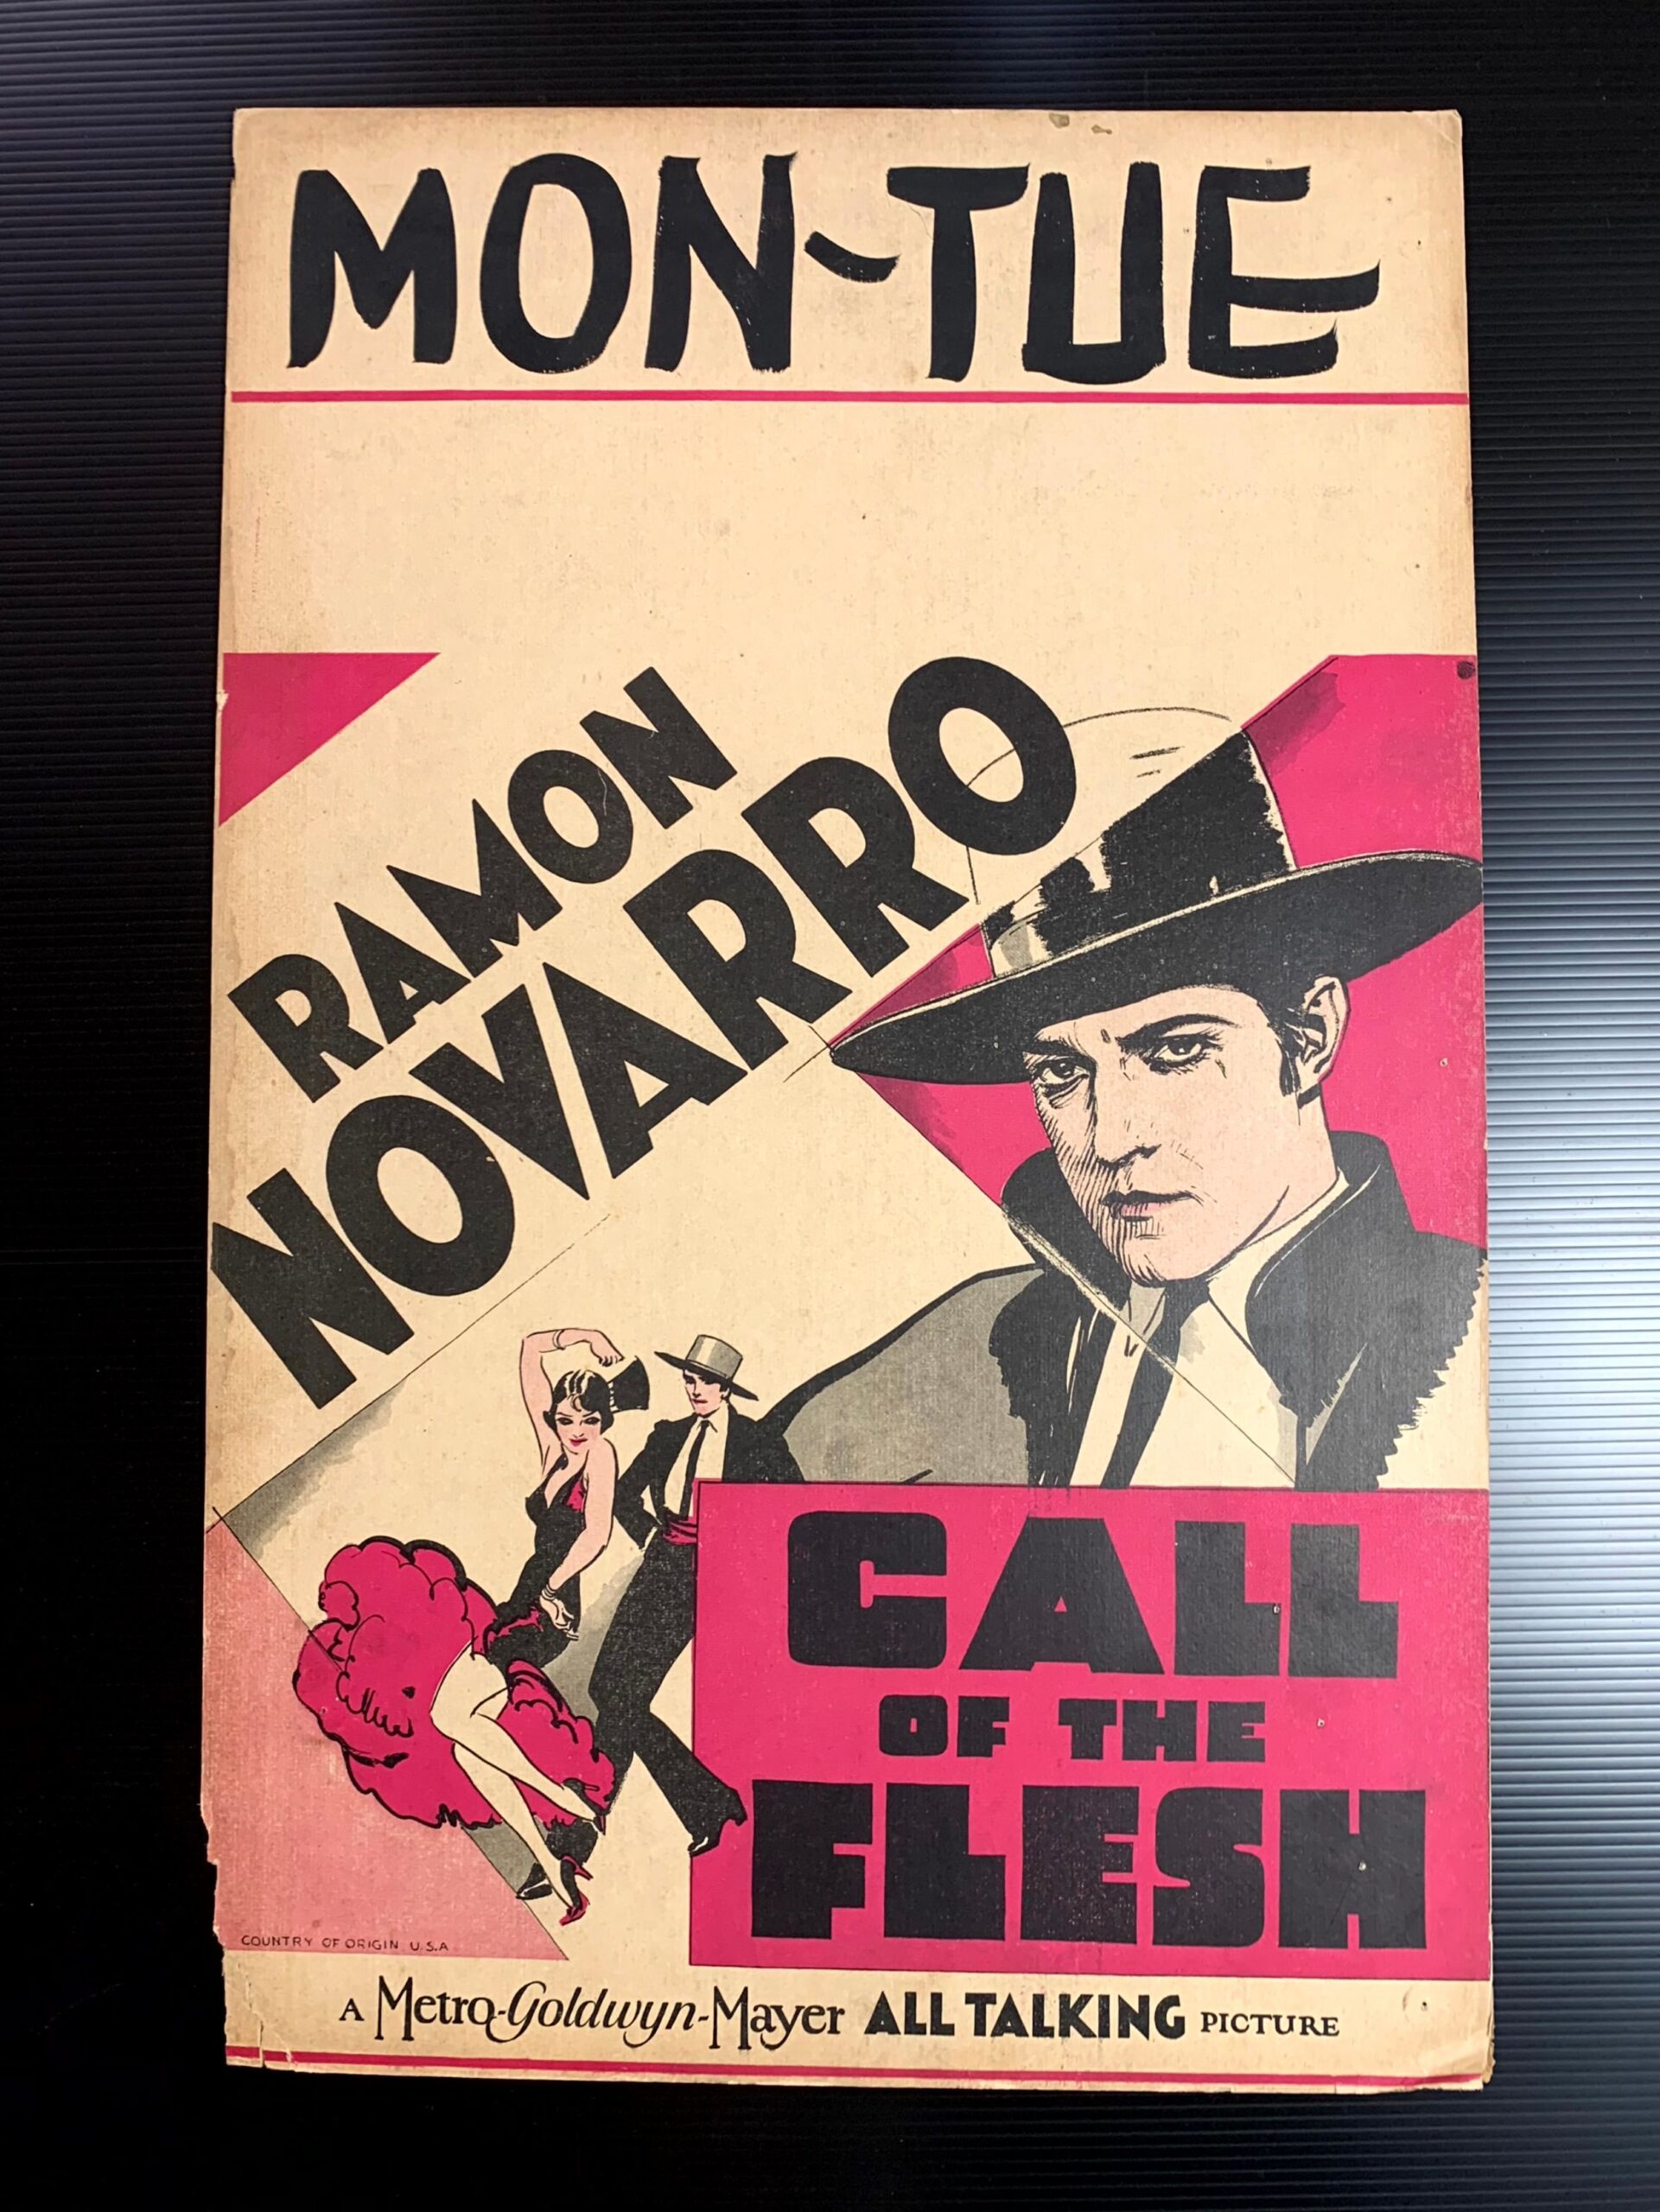 MON-TUE
RAMON
NOVARRO
CALL
OF THE
FLESH
COUNTRY OF ORIGIN U.S.A
A Metro-Goldwyn-Mayer ALL TALKING PICTURE